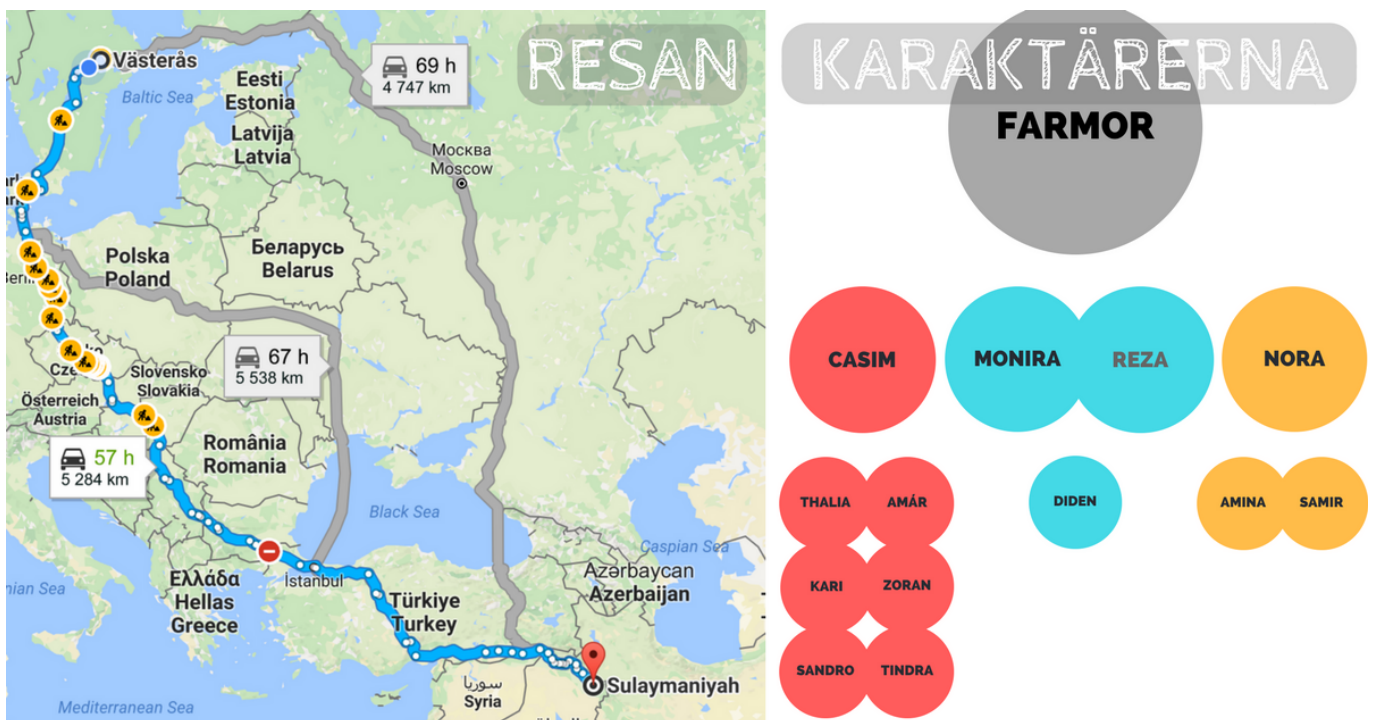 RESAN
Västerås
69 h
4 747 km
Baltic Sea
Eesti
Estonia
Latvija
Latvia
Москва
Moscow
Polska
Poland
Беларусь
Belarus
67 h
5 538 km
Slovensko
Slovakia
Österreich
Austria
57 h
5 284 km
România
Romania
Black Sea
Caspian Sea
İstanbul
Azərbaycan
Azerbaijan
Ελλάδα
Hellas
Greece
Türkiye
Turkey
سوريا
Syria
Sulaymaniyah
Mediterranean Sea
KARAKTÄRERNA
FARMOR
CASIM
MONIRA
REZA
NORA
THALIA
AMÁR
DIDEN
AMINA
SAMIR
KARI
ZORAN
SANDRO
TINDRA